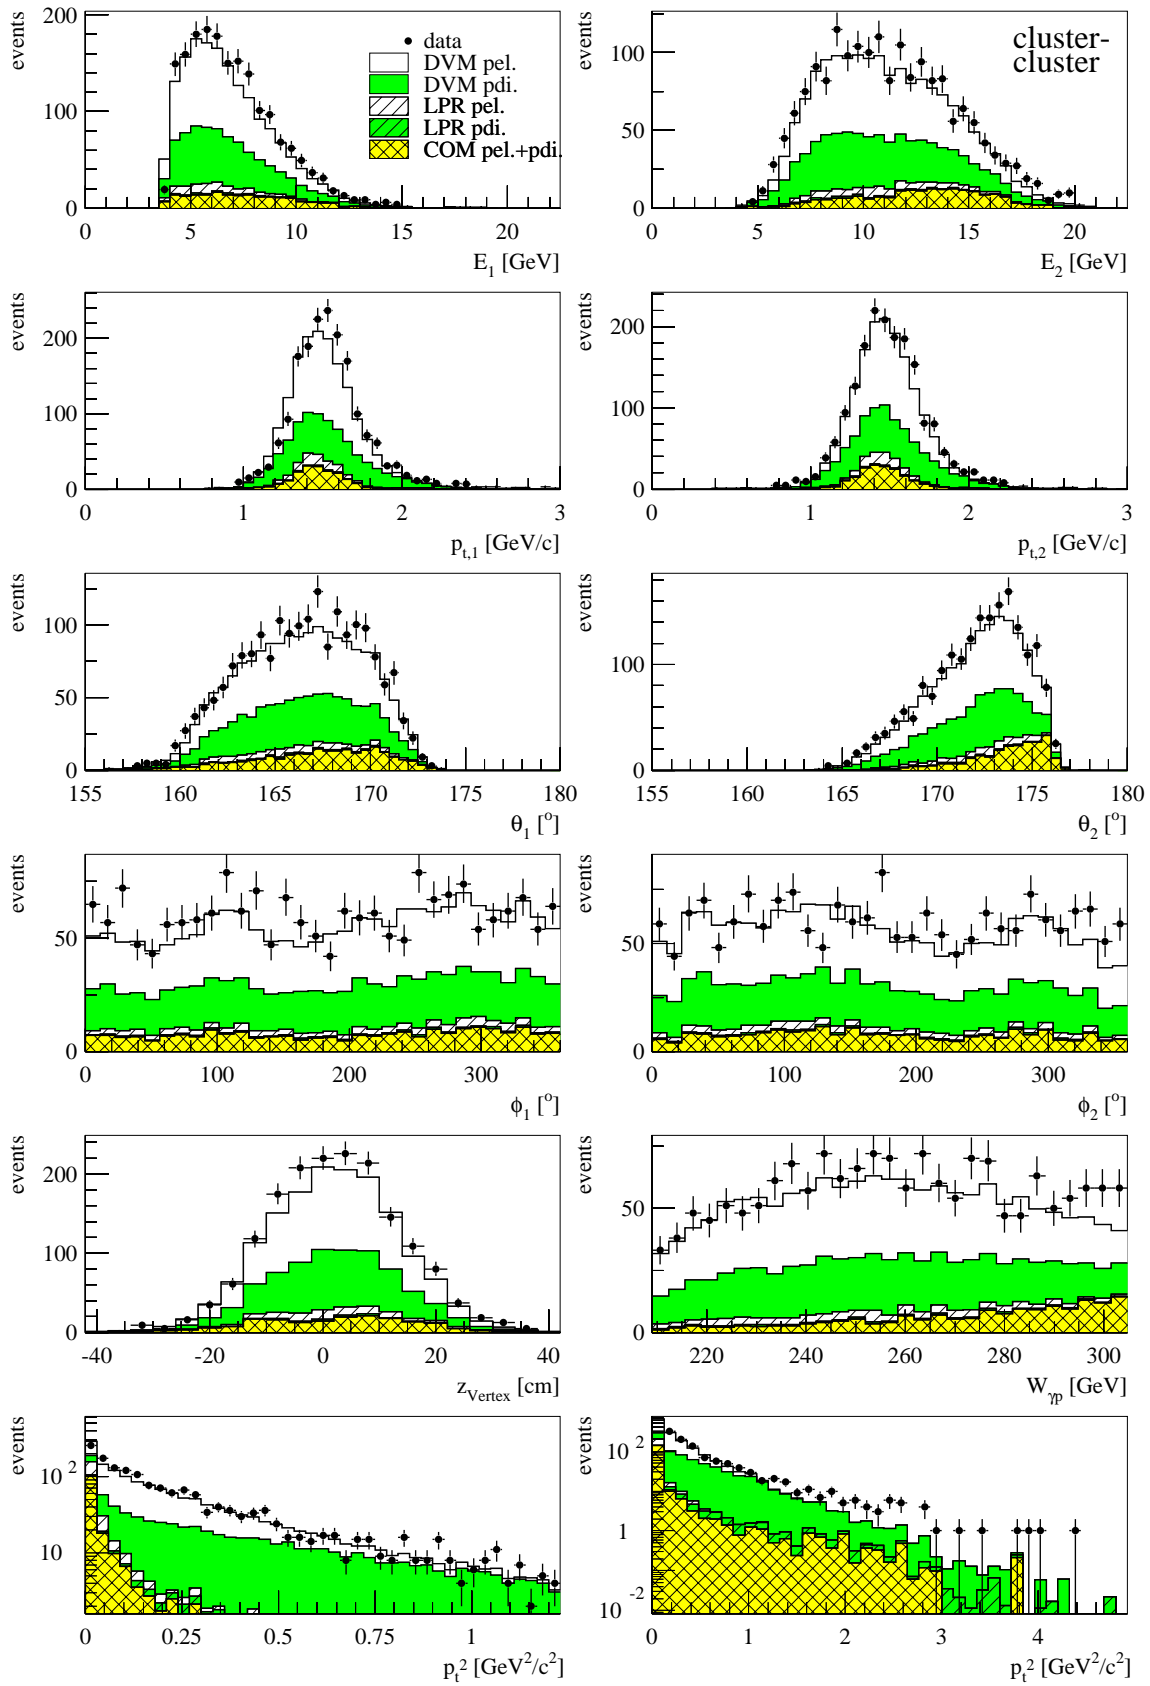 events
200
100
0
0 5 10 15 20
E1 [GeV]
data
DVM pel.
DVM pdi.
LPR pel.
LPR pdi.
COM pel.+pdi.
events
100
50
0
0 5 10 15 20
E2 [GeV]
cluster-
cluster
events
200
100
0
0 1 2 3
pt,1 [GeV/c]
events
200
100
0
0 1 2 3
pt,2 [GeV/c]
events
100
50
0
155 160 165 170 175 180
θ1 [o]
events
100
0
155 160 165 170 175 180
θ2 [o]
events
50
0
0 100 200 300
ϕ1 [o]
events
50
0
0 100 200 300
ϕ2 [o]
events
200
100
0
-40 -20 0 20 40
zVertex [cm]
events
50
0
220 240 260 280 300
Wγp [GeV]
events
10 2
10
0 0.25 0.5 0.75 1
pt2 [GeV2/c2]
events
10 2
1
10 -2
0 1 2 3 4
pt2 [GeV2/c2]